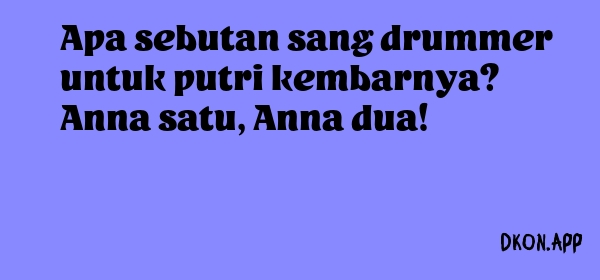 Apa sebutan sang drummer
untuk putri kembarnya?
Anna satu, Anna dua!
DKON.APP